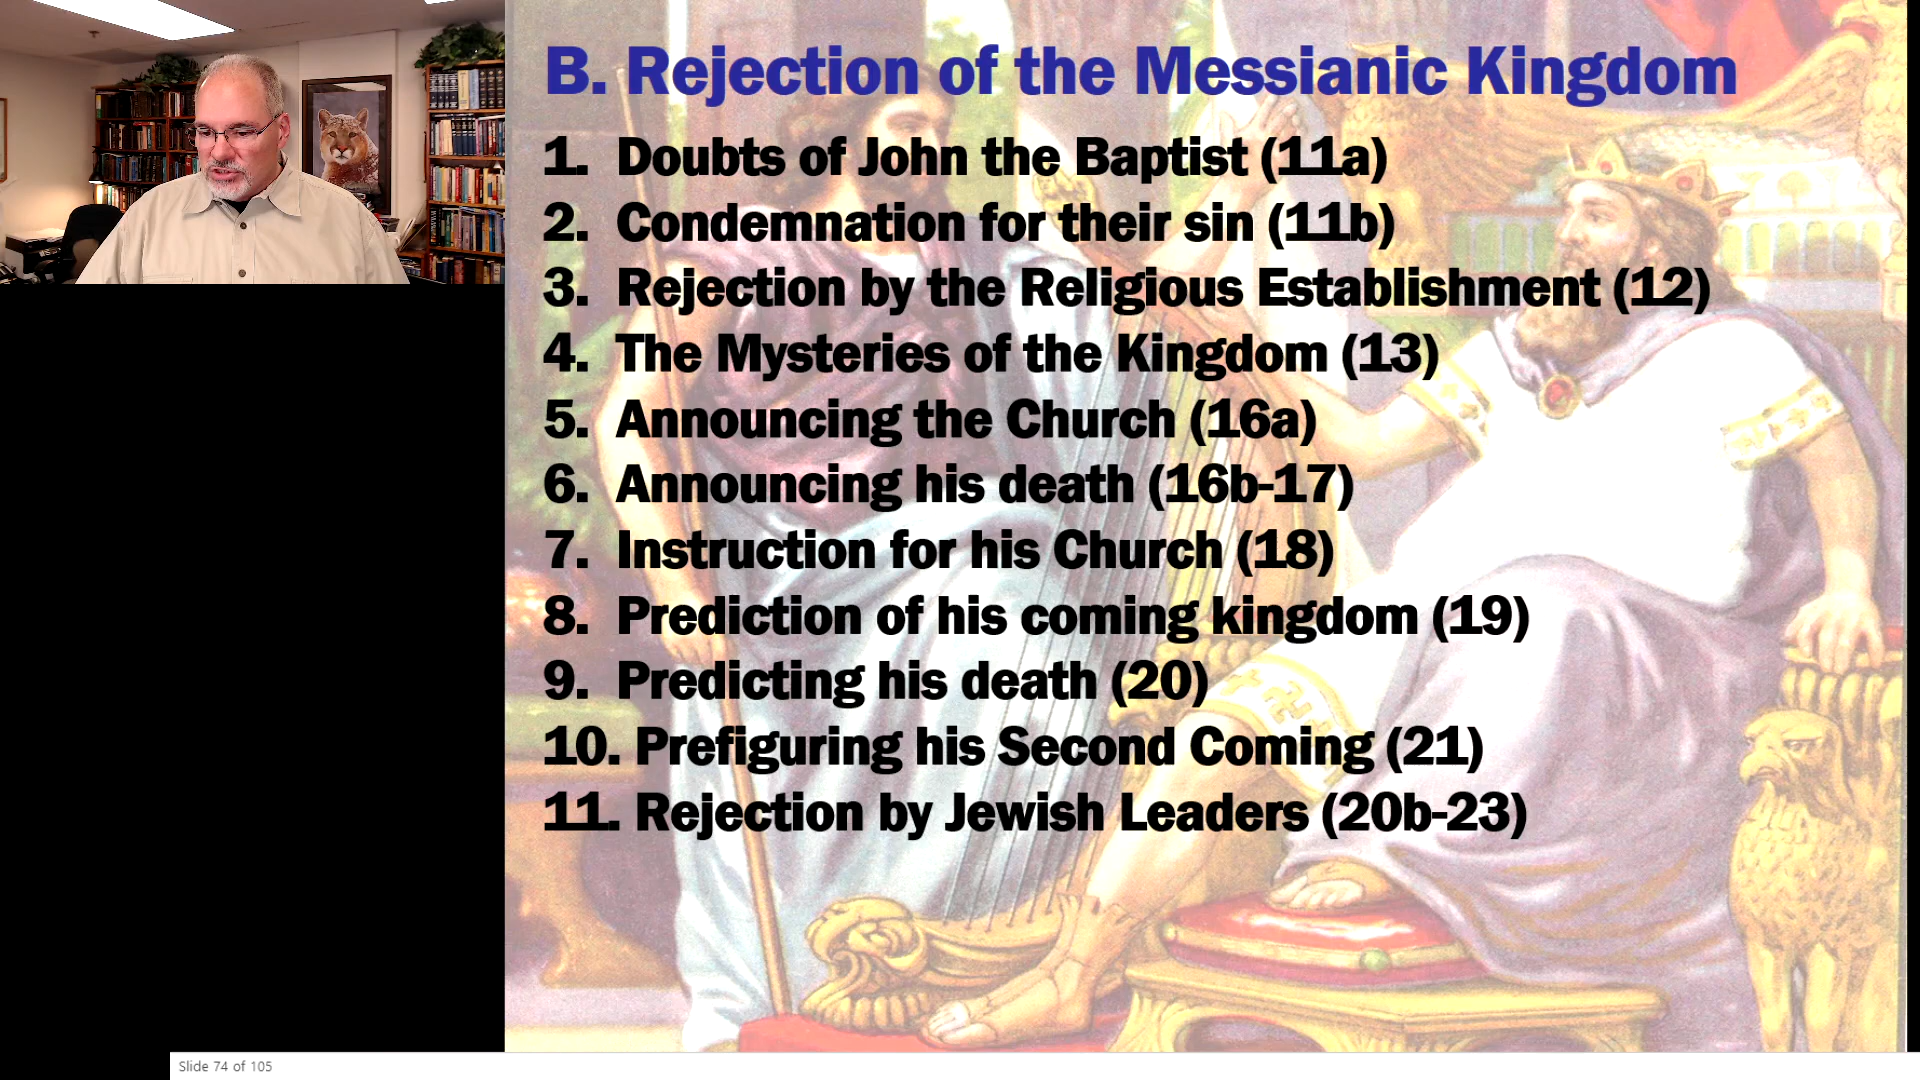 B. Rejection of the Messianic Kingdom
1. Doubts of John the Baptist (11a)
2. Condemnation for their sin (11b)
3. Rejection by the Religious Establishment (12)
4. The Mysteries of the Kingdom (13)
5. Announcing the Church (16a)
6. Announcing his death (16b-17)
7. Instruction for his Church (18)
8. Prediction of his coming kingdom (19)
9. Predicting his death (20)
10. Prefiguring his Second Coming (21)
11. Rejection by Jewish Leaders (20b-23)
Slide 74 of 105